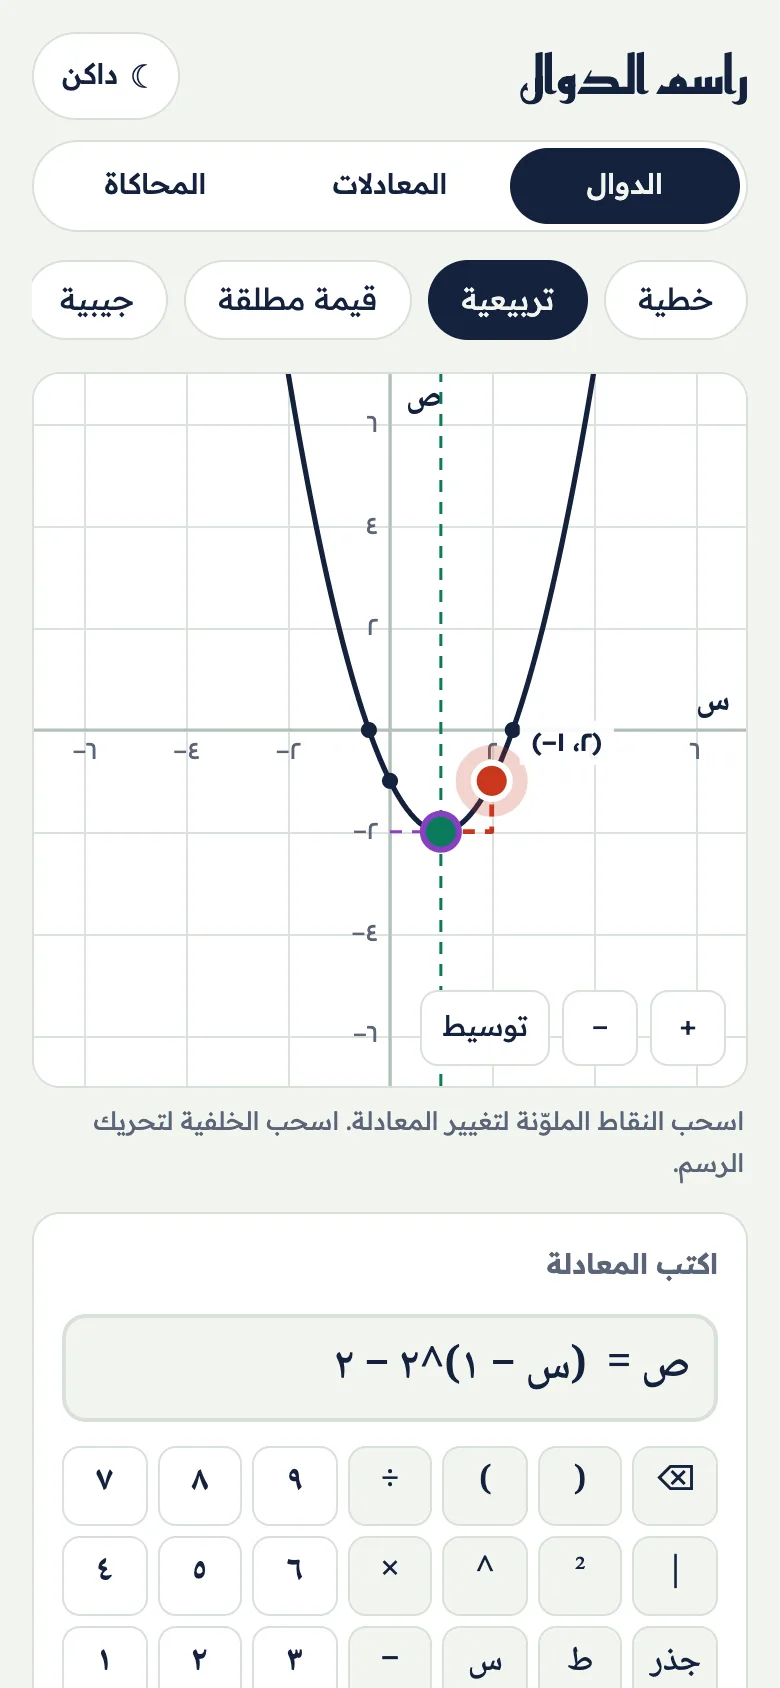 راسم الدوال
☾ داكن
الدوال
المعادلات
المحاكاة
خطية
تربيعية
قيمة مطلقة
جيبية
ص
٦
٤
٢
س
−٦
−٤
−٢
٢
(٢، −١)
٦
−٢
−٤
−٦
توسيط
−
+
اسحب النقاط الملوّنة لتغيير المعادلة. اسحب الخلفية لتحريك
الرسم.
اكتب المعادلة
ص = (س − ١)^٢ − ٢
⌫ ( ) ÷ ٩ ٨ ٧
| ² ^ × ٦ ٥ ٤
جذر ط س − ٣ ٢ ١